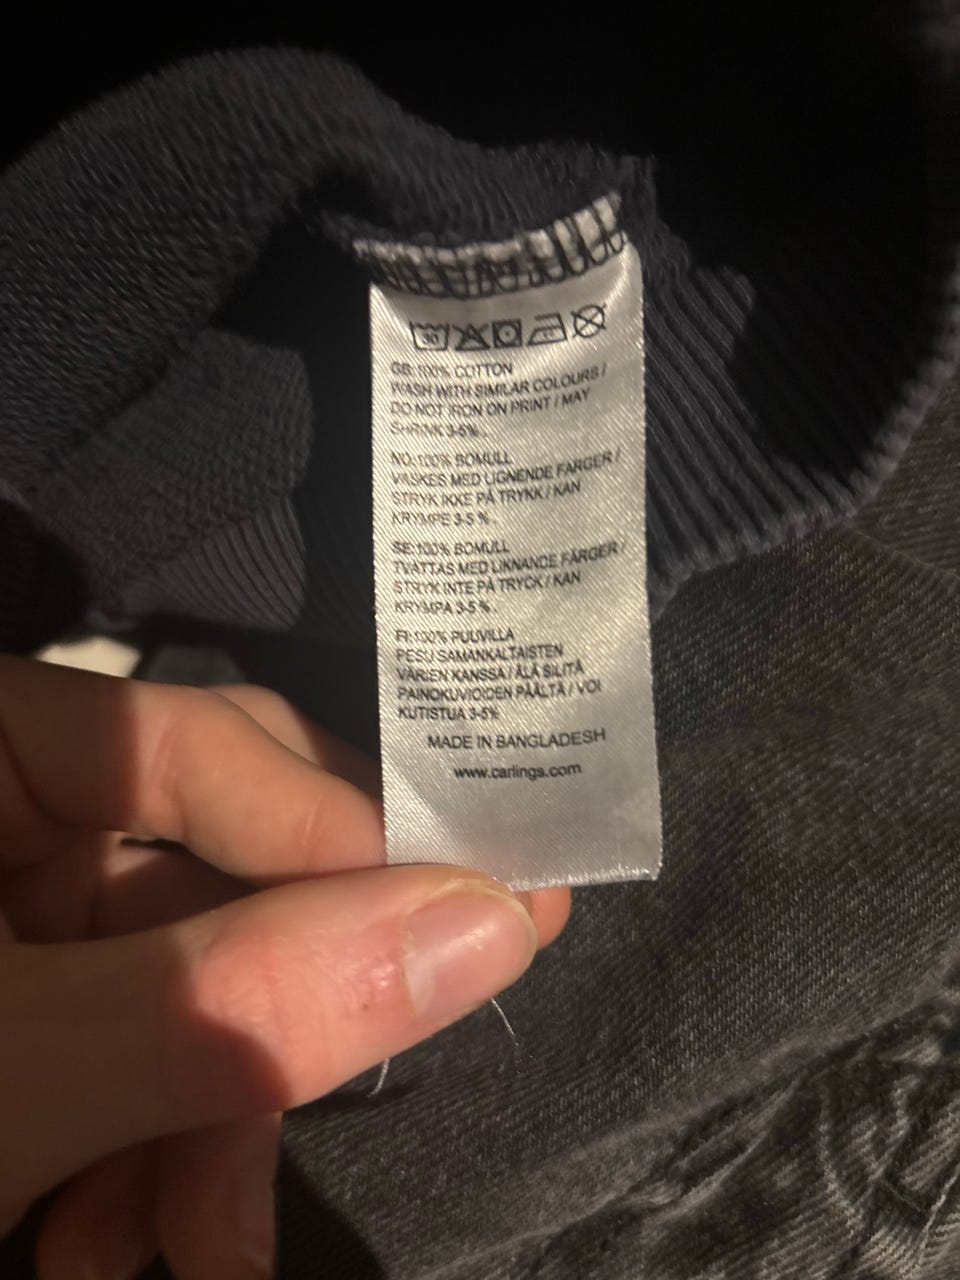 30
GB: 100% COTTON
WASH WITH SIMILAR COLOURS /
DO NOT IRON ON PRINT / MAY
SHRINK 3-5% .
NO: 100% BOMULL
VASKES MED LIGNENDE FARGER /
STRYK IKKE PÅ TRYKK / KAN
KRYMPE 3-5 % .
SE: 100% BOMULL
TVÄTTAS MED LIKNANDE FÄRGER /
STRYK INTE PÅ TRYCK / KAN
KRYMPA 3-5 % .
FI: 100% PUUVILLA
PESU SAMANKALTAISTEN
VÄRIEN KANSSA / ÄLÄ SILITÄ
PAINOKUVIOIDEN PÄÄLTÄ / VOI
KUTISTUA 3-5%
MADE IN BANGLADESH
www.carlings.com